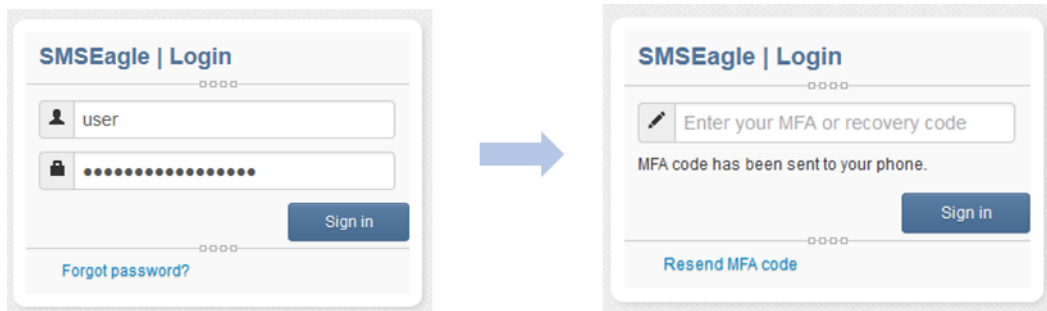 SMSEagle | Login
user
•••••••••••••••••
Sign in
Forgot password?
SMSEagle | Login
Enter your MFA or recovery code
MFA code has been sent to your phone.
Sign in
Resend MFA code